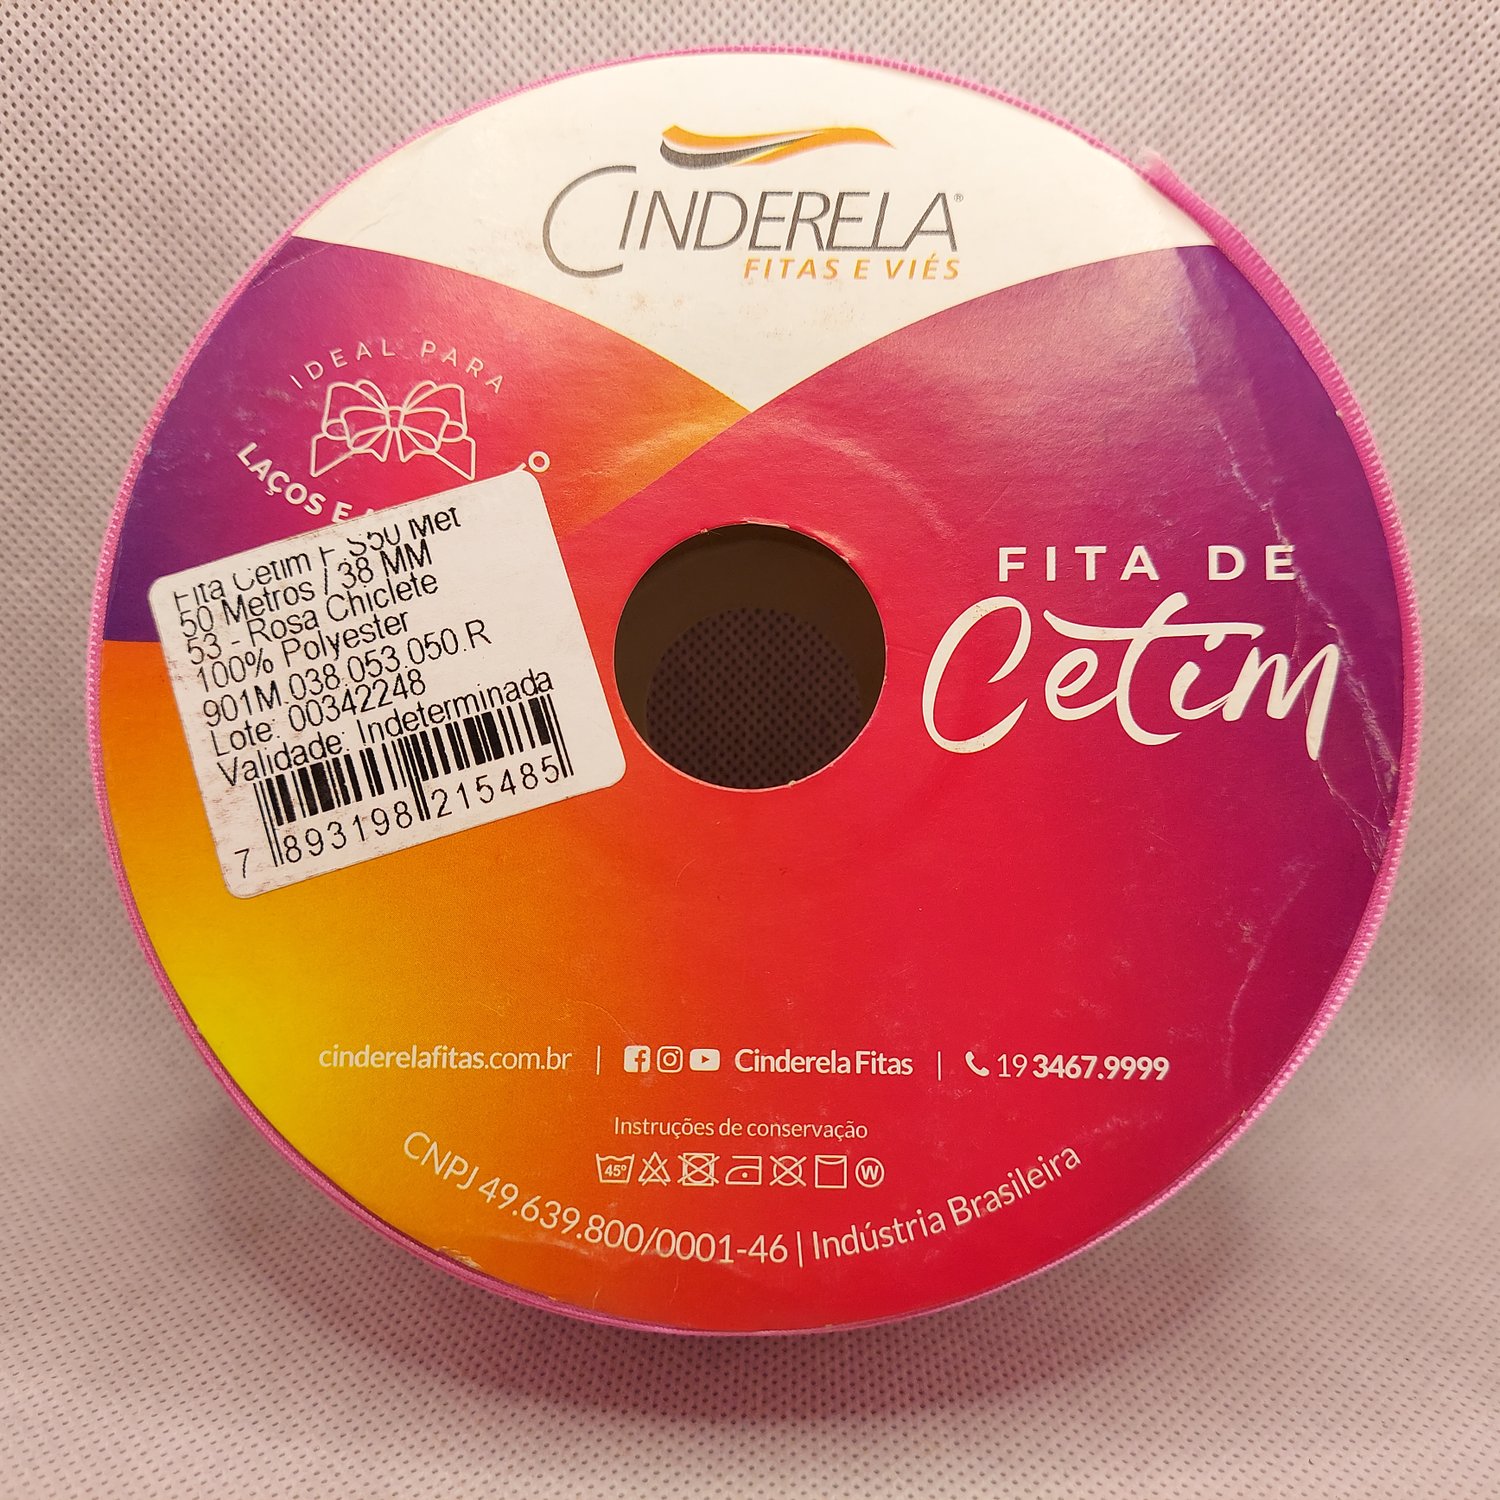 CINDERELA®
FITAS E VIÉS
IDEAL PARA
LAÇOS E
Fita Cetim F S50 Met
50 Metros / 38 MM
53 - Rosa Chiclete
100% Polyester
901M.038.053.050.R
Lote: 00342248
Validade: Indeterminada
7 893198 215485
FITA DE
Cetim
cinderelafitas.com.br | Cinderela Fitas | 19 3467.9999
Instruções de conservação
45° W
CNPJ 49.639.800/0001-46 | Indústria Brasileira